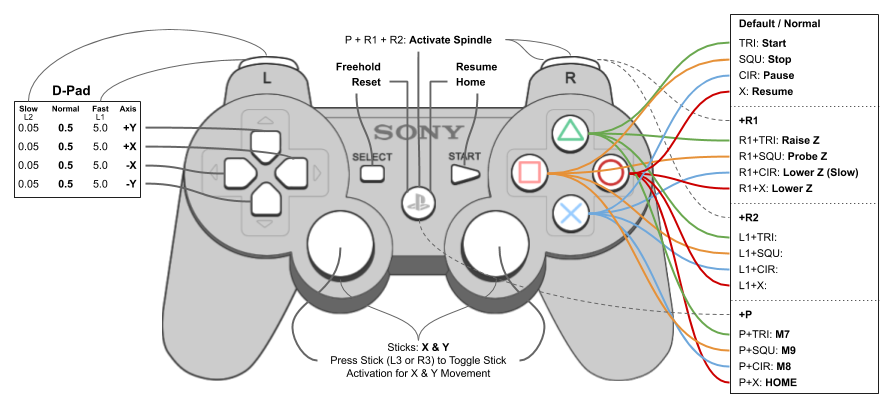 P + R1 + R2: Activate Spindle
Freehold
Reset
Resume
Home
L
R
D-Pad
Slow Normal Fast Axis
L2 L1
0.05 0.5 5.0 +Y
0.05 0.5 5.0 +X
0.05 0.5 5.0 -X
0.05 0.5 5.0 -Y
SONY
SELECT
START
Sticks: X & Y
Press Stick (L3 or R3) to Toggle Stick
Activation for X & Y Movement
Default / Normal
TRI: Start
SQU: Stop
CIR: Pause
X: Resume
+R1
R1+TRI: Raise Z
R1+SQU: Probe Z
R1+CIR: Lower Z (Slow)
R1+X: Lower Z
+R2
L1+TRI:
L1+SQU:
L1+CIR:
L1+X:
+P
P+TRI: M7
P+SQU: M9
P+CIR: M8
P+X: HOME